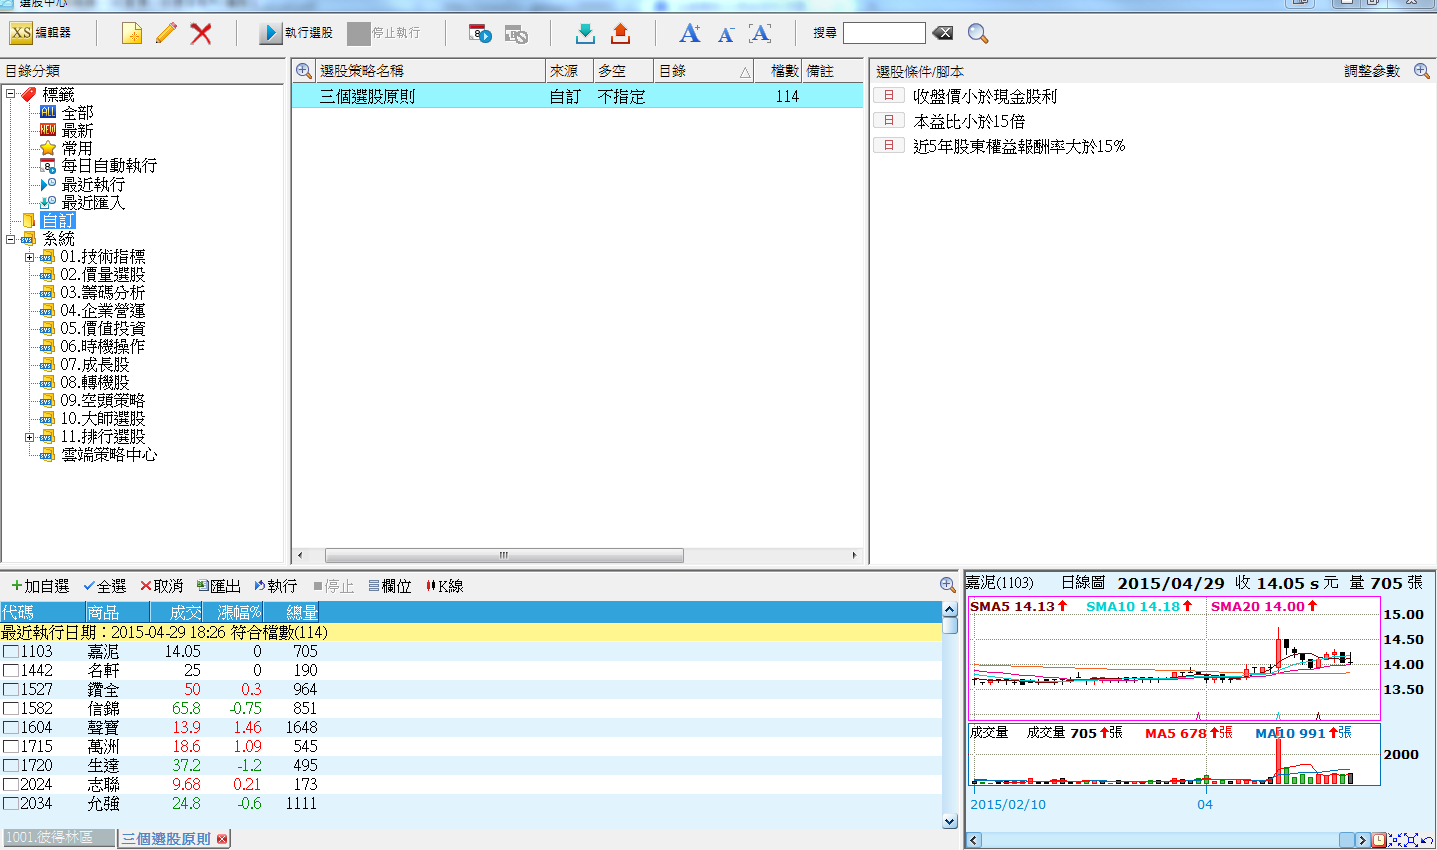 選股中心
XS 編輯器 執行選股 停止執行 搜尋
目錄分類
標籤
ALL 全部
NEW 最新
常用
每日自動執行
最近執行
最近匯入
自訂
系統
01.技術指標
02.價量選股
03.籌碼分析
04.企業營運
05.價值投資
06.時機操作
07.成長股
08.轉機股
09.空頭策略
10.大師選股
11.排行選股
雲端策略中心
選股策略名稱 來源 多空 目錄 檔數 備註
三個選股原則 自訂 不指定 114
選股條件/腳本 調整參數
日 收盤價小於現金股利
日 本益比小於15倍
日 近5年股東權益報酬率大於15%
加自選 全選 取消 匯出 執行 停止 欄位 K線
代碼 商品 成交 漲幅% 總量
最近執行日期：2015-04-29 18:26 符合檔數(114)
1103 嘉泥 14.05 0 705
1442 名軒 25 0 190
1527 鑽全 50 0.3 964
1582 信錦 65.8 -0.75 851
1604 聲寶 13.9 1.46 1648
1715 萬洲 18.6 1.09 545
1720 生達 37.2 -1.2 495
2024 志聯 9.68 0.21 173
2034 允強 24.8 -0.6 1111
1001.彼得林區 三個選股原則
嘉泥(1103) 日線圖 2015/04/29 收 14.05 s 元 量 705 張
SMA5 14.13 SMA10 14.18 SMA20 14.00
15.00
14.50
14.00
13.50
成交量 成交量 705 張 MA5 678 張 MA10 991 張
2000
2015/02/10 04